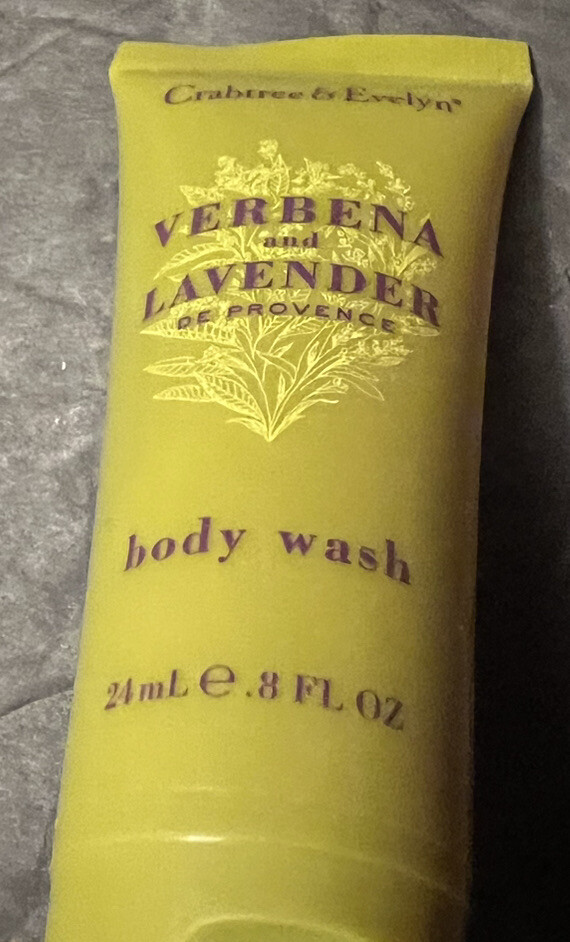 Crabtree & Evelyn®
VERBENA
and
LAVENDER
DE PROVENCE
body wash
24mL ℮ .8 FL OZ